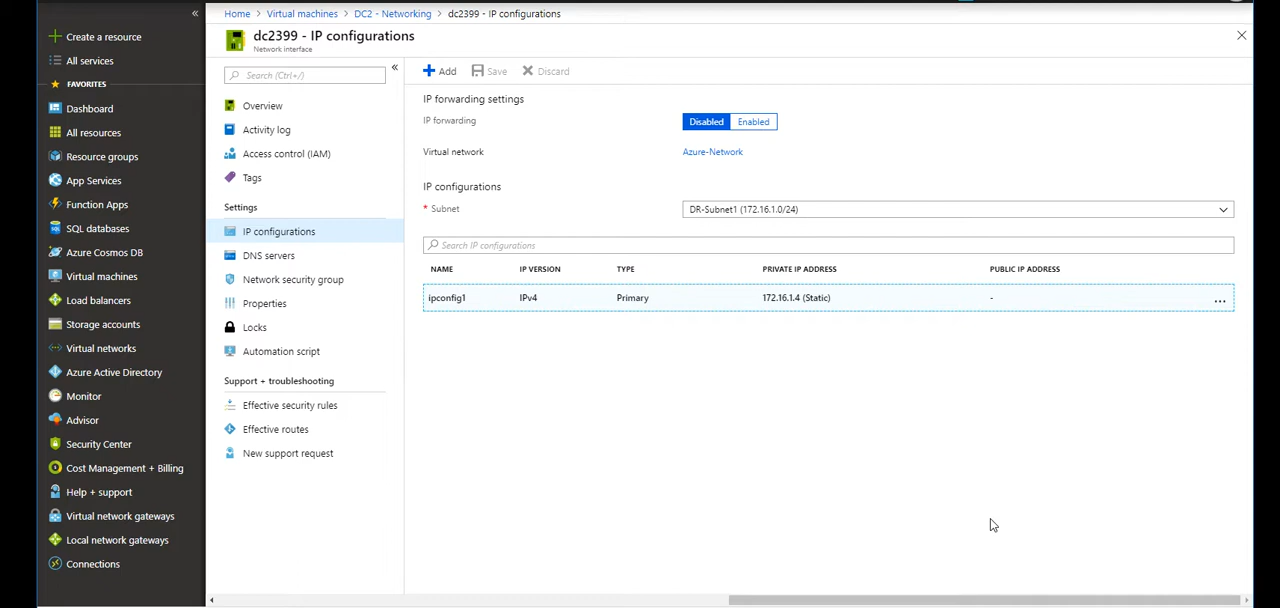 Home > Virtual machines > DC2 - Networking > dc2399 - IP configurations
dc2399 - IP configurations
Network interface
«
Create a resource
All services
FAVORITES
Dashboard
All resources
Resource groups
App Services
Function Apps
SQL databases
Azure Cosmos DB
Virtual machines
Load balancers
Storage accounts
Virtual networks
Azure Active Directory
Monitor
Advisor
Security Center
Cost Management + Billing
Help + support
Virtual network gateways
Local network gateways
Connections
Search (Ctrl+/)
«
Overview
Activity log
Access control (IAM)
Tags
Settings
IP configurations
DNS servers
Network security group
Properties
Locks
Automation script
Support + troubleshooting
Effective security rules
Effective routes
New support request
Add Save Discard
IP forwarding settings
IP forwarding Disabled Enabled
Virtual network Azure-Network
IP configurations
* Subnet DR-Subnet1 (172.16.1.0/24)
Search IP configurations
NAME IP VERSION TYPE PRIVATE IP ADDRESS PUBLIC IP ADDRESS
ipconfig1 IPv4 Primary 172.16.1.4 (Static) - ...